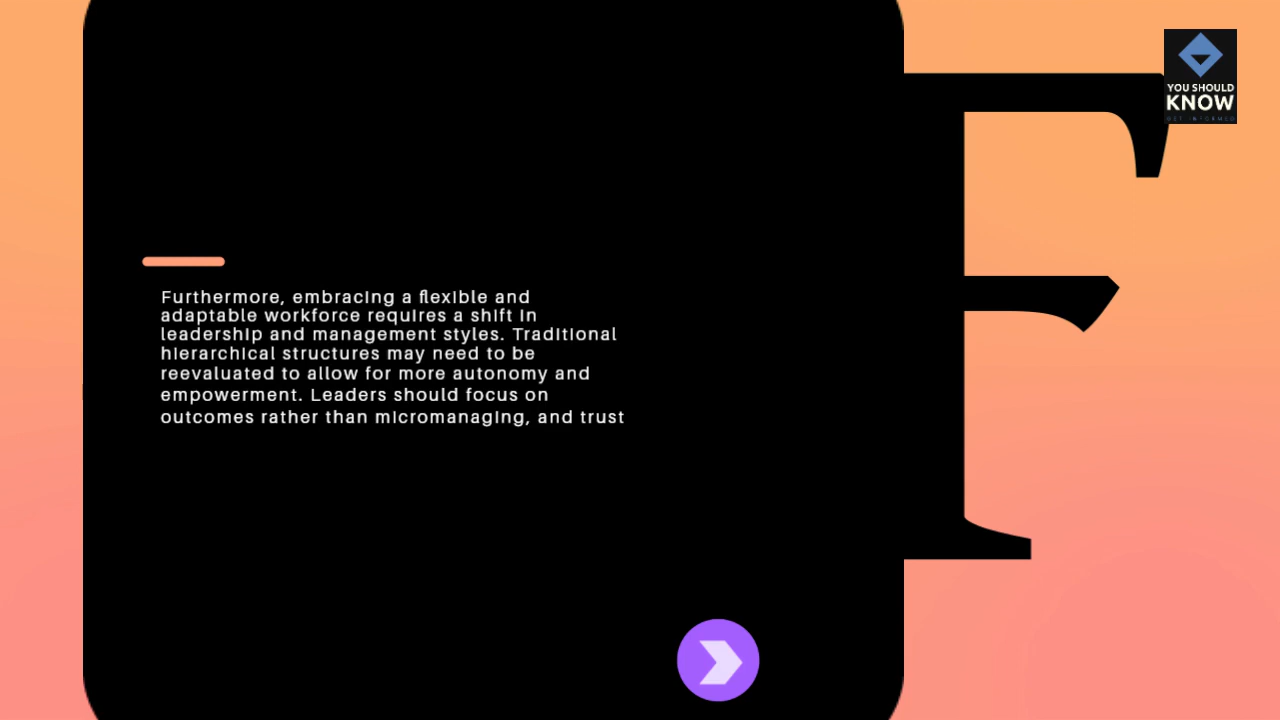 YOU SHOULD
KNOW
GET INFORMED
F
Furthermore, embracing a flexible and
adaptable workforce requires a shift in
leadership and management styles. Traditional
hierarchical structures may need to be
reevaluated to allow for more autonomy and
empowerment. Leaders should focus on
outcomes rather than micromanaging, and trust